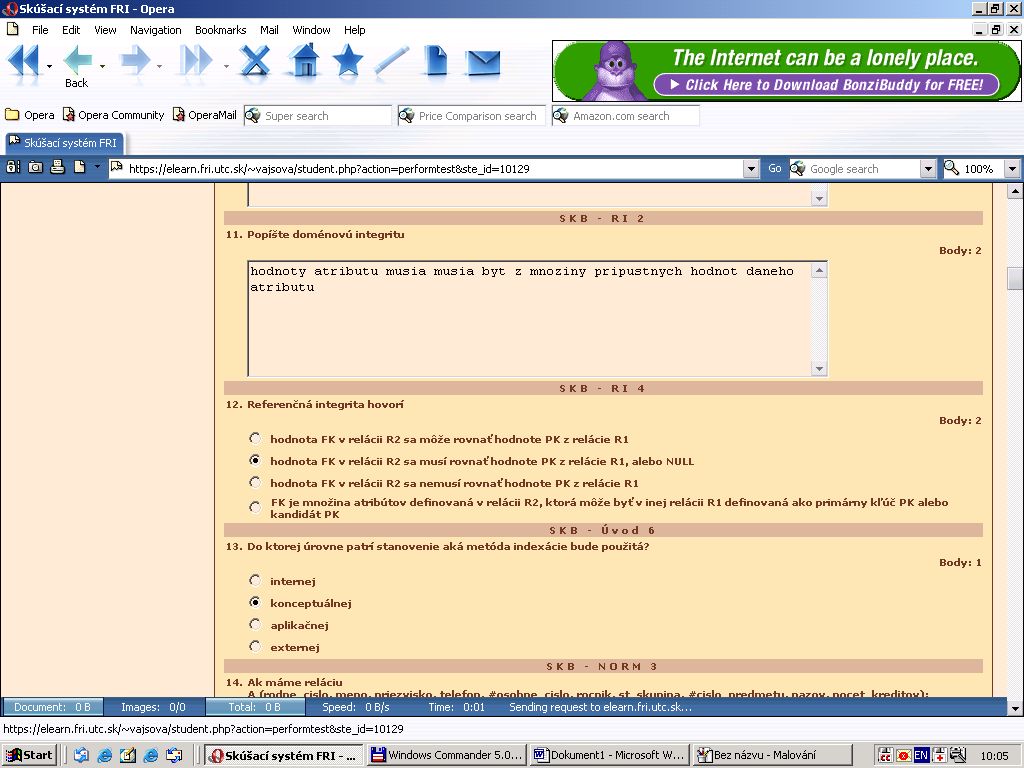 Skúšací systém FRI - Opera
File Edit View Navigation Bookmarks Mail Window Help
Back
The Internet can be a lonely place.
Click Here to Download BonziBuddy for FREE!
Opera Opera Community OperaMail Super search Price Comparison search Amazon.com search
Skúšací systém FRI
https://elearn.fri.utc.sk/~vajsova/student.php?action=performtest&ste_id=10129 Go Google search 100%
SKB - RI 2
11. Popíšte doménovú integritu
Body: 2
hodnoty atributu musia musia byt z mnoziny pripustnych hodnot daneho
atributu
SKB - RI 4
12. Referenčná integrita hovorí
Body: 2
hodnota FK v relácii R2 sa môže rovnať hodnote PK z relácie R1
hodnota FK v relácii R2 sa musí rovnať hodnote PK z relácie R1, alebo NULL
hodnota FK v relácii R2 sa nemusí rovnať hodnote PK z relácie R1
FK je množina atribútov definovaná v relácii R2, ktorá môže byť v inej relácii R1 definovaná ako primárny kľúč PK alebo
kandidát PK
SKB - Úvod 6
13. Do ktorej úrovne patrí stanovenie aká metóda indexácie bude použitá?
Body: 1
internej
konceptuálnej
aplikačnej
externej
SKB - NORM 3
14. Ak máme reláciu
A (rodne_cislo, meno, priezvisko, telefon, #osobne_cislo, rocnik, st_skupina, #cislo_predmetu, nazov, pocet_kreditov);
Document: 0 B Images: 0/0 Total: 0 B Speed: 0 B/s Time: 0:01 Sending request to elearn.fri.utc.sk...
https://elearn.fri.utc.sk/~vajsova/student.php?action=performtest&ste_id=10129
Start Skúšací systém FRI - ... Windows Commander 5.0... Dokument1 - Microsoft W... Bez názvu - Malování EN 10:05